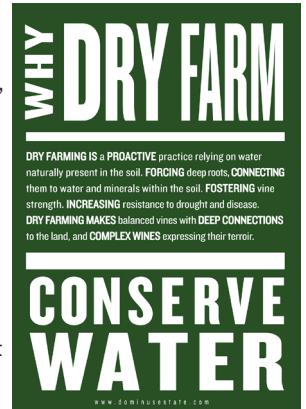 WHY DRY FARM
DRY FARMING IS a PROACTIVE practice relying on water
naturally present in the soil. FORCING deep roots, CONNECTING
them to water and minerals within the soil. FOSTERING vine
strength. INCREASING resistance to drought and disease.
DRY FARMING MAKES balanced vines with DEEP CONNECTIONS
to the land, and COMPLEX WINES expressing their terroir.
CONSERVE
WATER
www.dominusestate.com